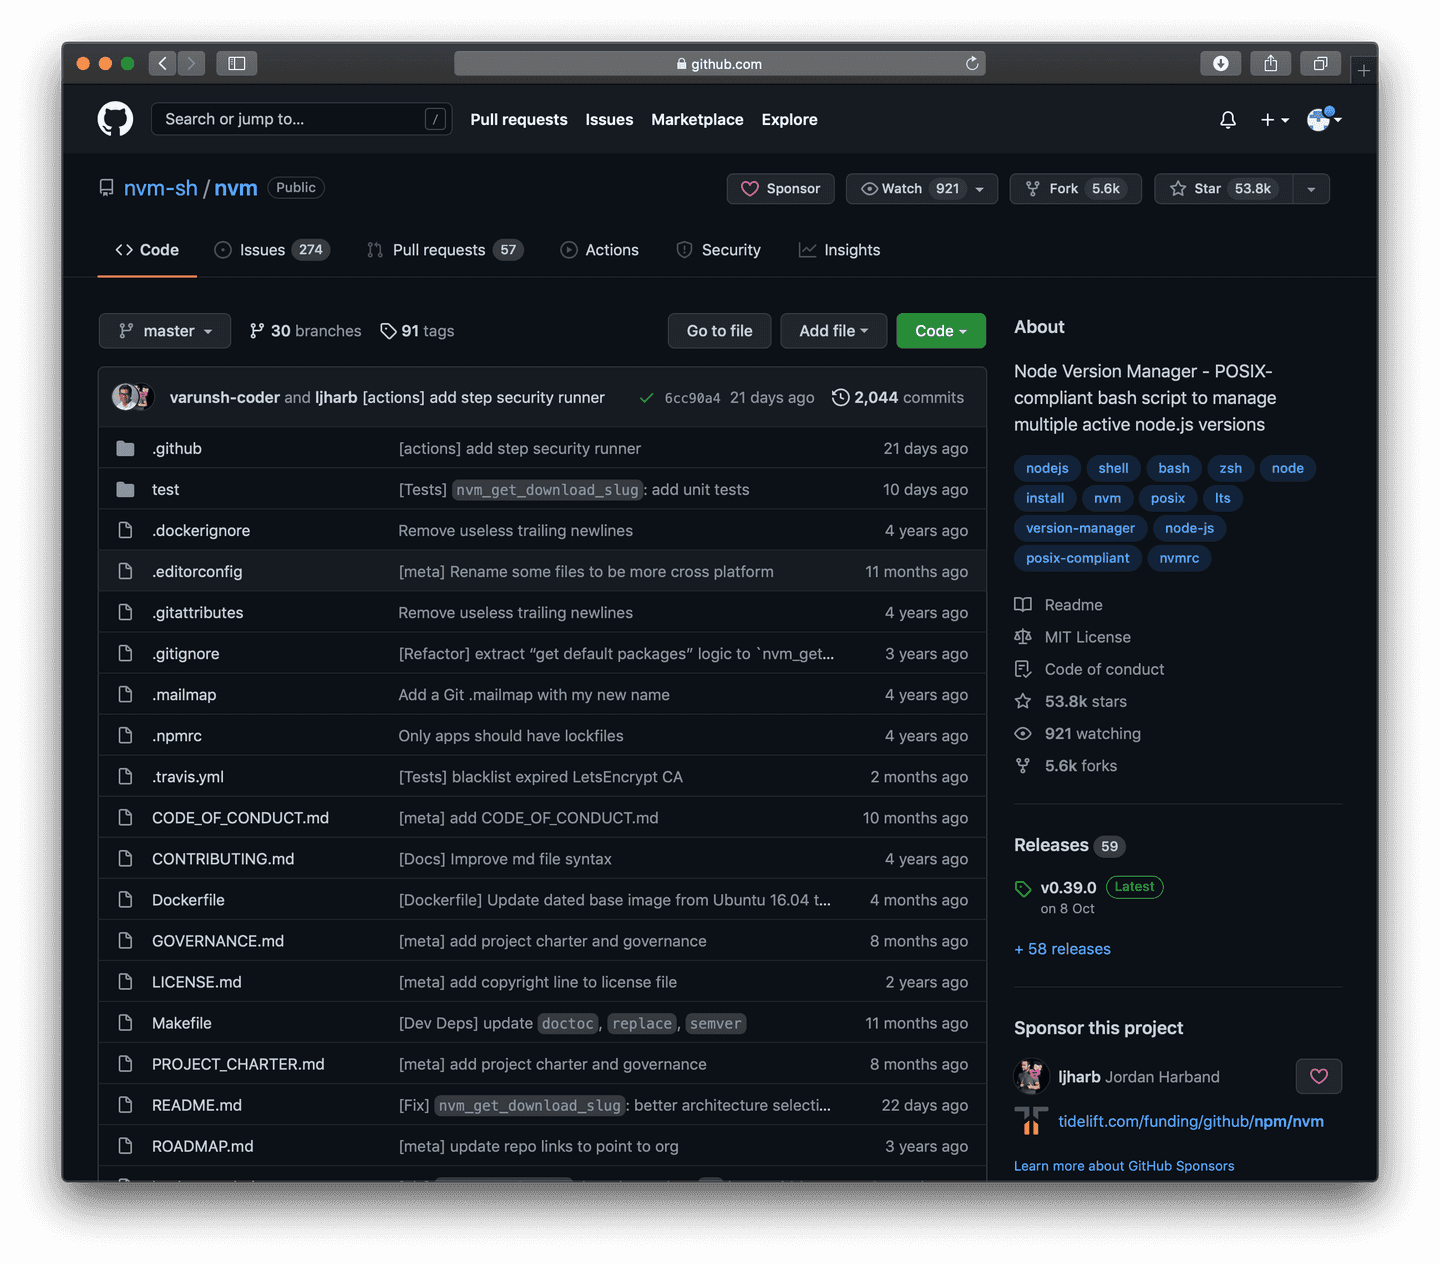 github.com
Search or jump to...
/
Pull requests
Issues
Marketplace
Explore
nvm-sh / nvm
Public
Sponsor
Watch 921
Fork 5.6k
Star 53.8k
Code
Issues 274
Pull requests 57
Actions
Security
Insights
master
30 branches
91 tags
Go to file
Add file
Code
varunsh-coder and ljharb [actions] add step security runner
6cc90a4 21 days ago
2,044 commits
.github [actions] add step security runner 21 days ago
test [Tests] nvm_get_download_slug: add unit tests 10 days ago
.dockerignore Remove useless trailing newlines 4 years ago
.editorconfig [meta] Rename some files to be more cross platform 11 months ago
.gitattributes Remove useless trailing newlines 4 years ago
.gitignore [Refactor] extract “get default packages” logic to `nvm_get... 3 years ago
.mailmap Add a Git .mailmap with my new name 4 years ago
.npmrc Only apps should have lockfiles 4 years ago
.travis.yml [Tests] blacklist expired LetsEncrypt CA 2 months ago
CODE_OF_CONDUCT.md [meta] add CODE_OF_CONDUCT.md 10 months ago
CONTRIBUTING.md [Docs] Improve md file syntax 4 years ago
Dockerfile [Dockerfile] Update dated base image from Ubuntu 16.04 t... 4 months ago
GOVERNANCE.md [meta] add project charter and governance 8 months ago
LICENSE.md [meta] add copyright line to license file 2 years ago
Makefile [Dev Deps] update doctoc, replace, semver 11 months ago
PROJECT_CHARTER.md [meta] add project charter and governance 8 months ago
README.md [Fix] nvm_get_download_slug: better architecture selecti... 22 days ago
ROADMAP.md [meta] update repo links to point to org 3 years ago
About
Node Version Manager - POSIX-
compliant bash script to manage
multiple active node.js versions
nodejs shell bash zsh node
install nvm posix lts
version-manager node-js
posix-compliant nvmrc
Readme
MIT License
Code of conduct
53.8k stars
921 watching
5.6k forks
Releases 59
v0.39.0 Latest
on 8 Oct
+ 58 releases
Sponsor this project
ljharb Jordan Harband
tidelift.com/funding/github/npm/nvm
Learn more about GitHub Sponsors